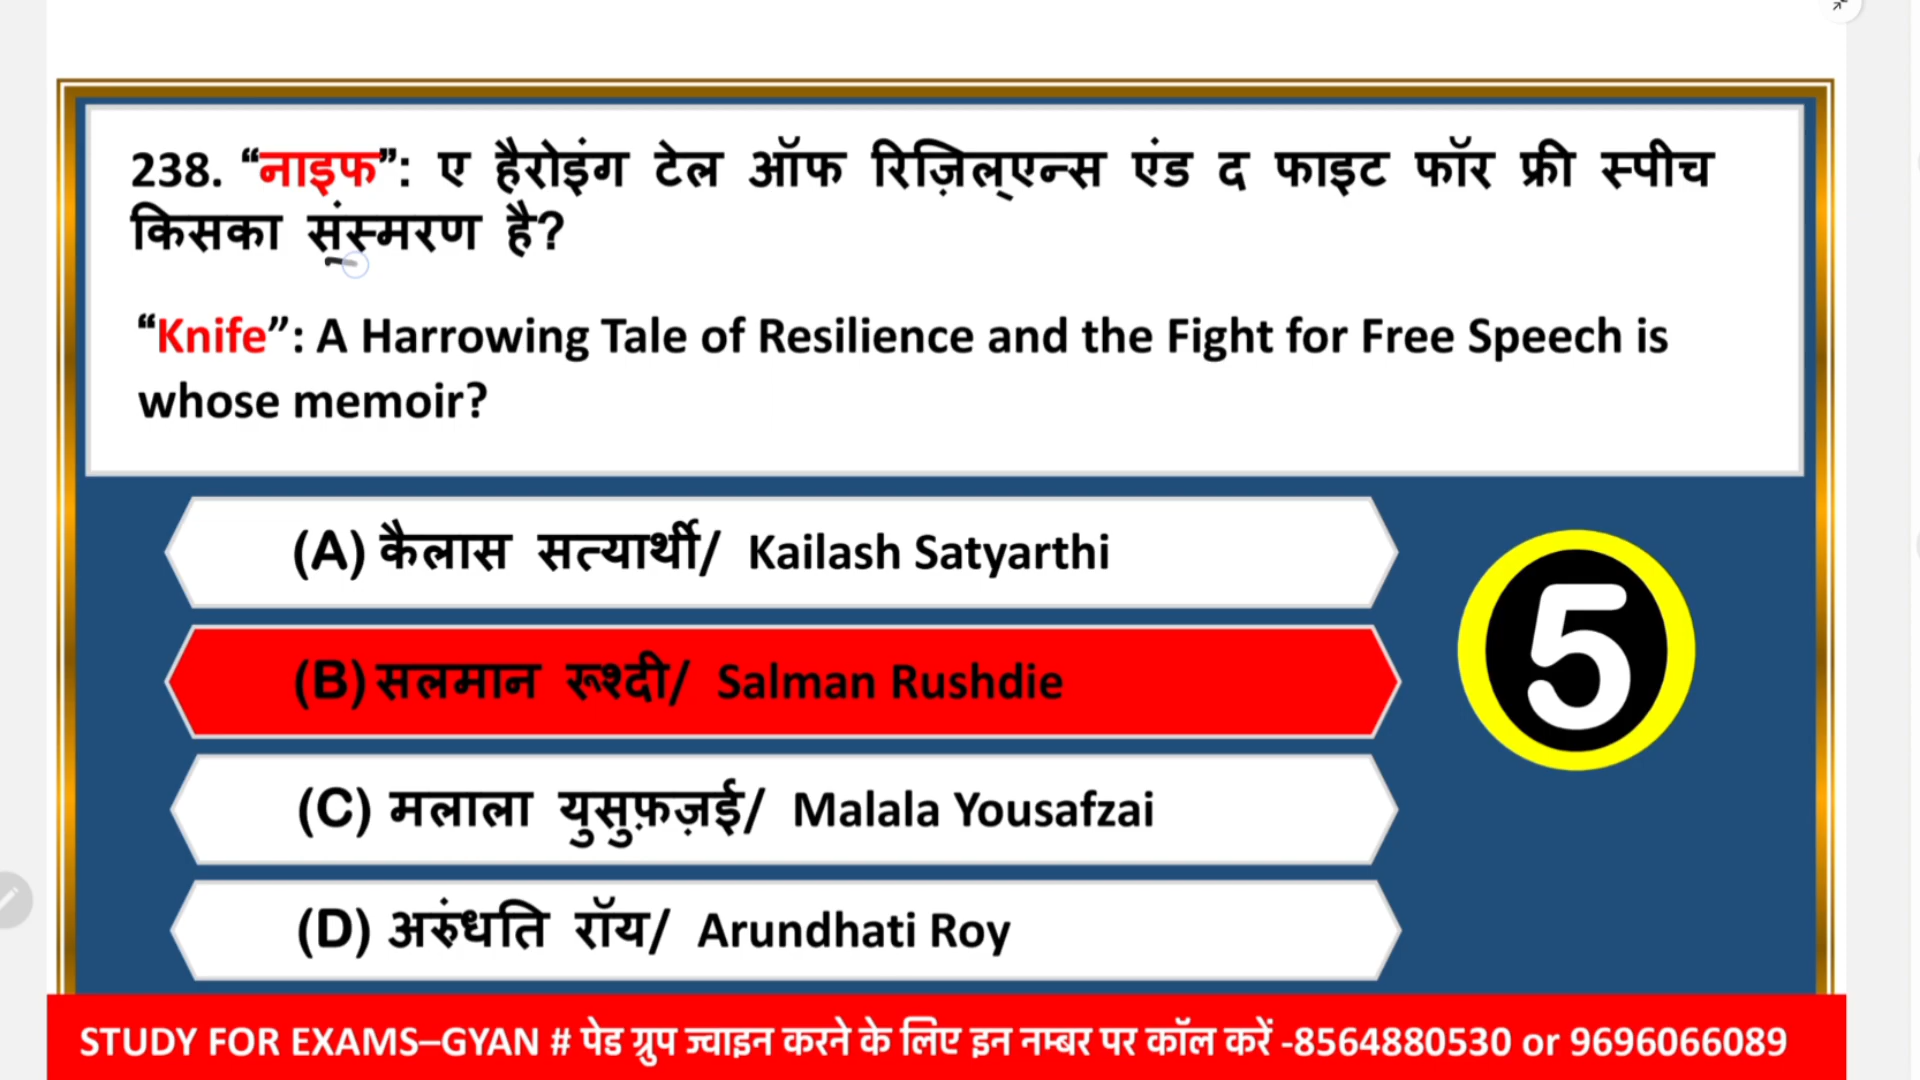 238. “नाइफ”: ए हैरोइंग टेल ऑफ रिज़िल्एन्स एंड द फाइट फॉर फ्री स्पीच
किसका संस्मरण है?
“Knife”: A Harrowing Tale of Resilience and the Fight for Free Speech is
whose memoir?
(A) कैलास सत्यार्थी/ Kailash Satyarthi
(B) सलमान रूश्दी/ Salman Rushdie
5
(C) मलाला युसुफ़ज़ई/ Malala Yousafzai
(D) अरुंधति रॉय/ Arundhati Roy
STUDY FOR EXAMS–GYAN # पेड ग्रुप ज्वाइन करने के लिए इन नम्बर पर कॉल करें -8564880530 or 9696066089